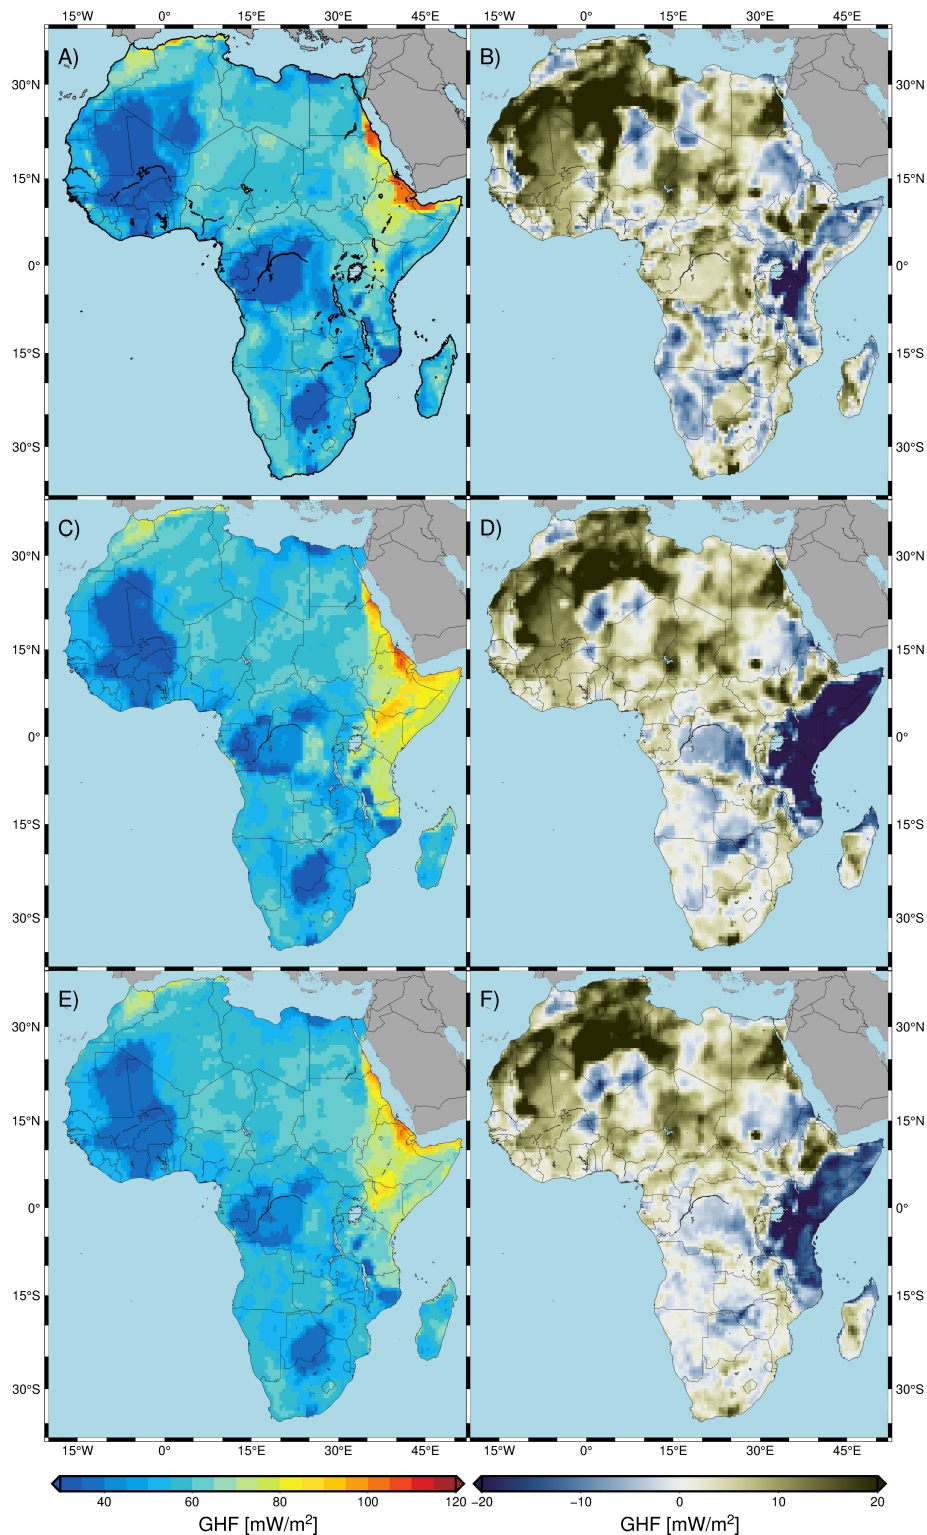 15°W 0° 15°E 30°E 45°E 15°W 0° 15°E 30°E 45°E
A) B)
30°N 30°N
15°N 15°N
0° 0°
15°S 15°S
30°S 30°S
C) D)
30°N 30°N
15°N 15°N
0° 0°
15°S 15°S
30°S 30°S
E) F)
30°N 30°N
15°N 15°N
0° 0°
15°S 15°S
30°S 30°S
15°W 0° 15°E 30°E 45°E 15°W 0° 15°E 30°E 45°E
40 60 80 100 120 −20 −10 0 10 20
GHF [mW/m²] GHF [mW/m²]